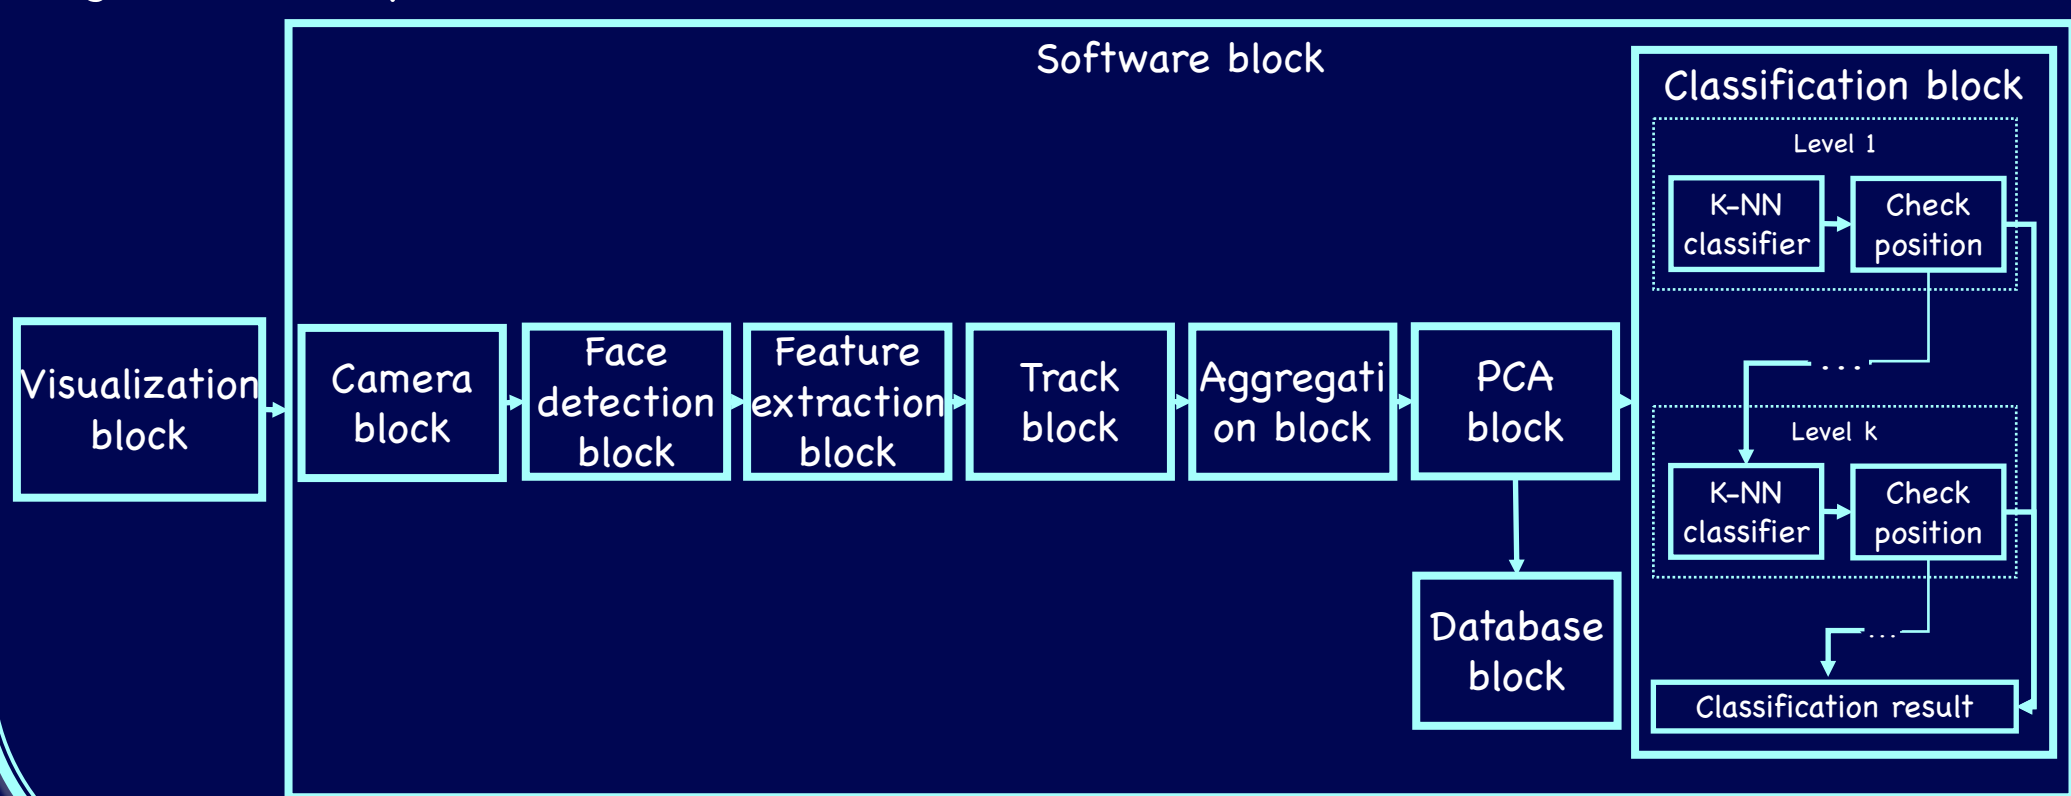 Software block
Visualization
block
Camera
block
Face
detection
block
Feature
extraction
block
Track
block
Aggregati
on block
PCA
block
Database
block
Classification block
Level 1
K-NN
classifier
Check
position
. . .
Level k
K-NN
classifier
Check
position
. . .
Classification result